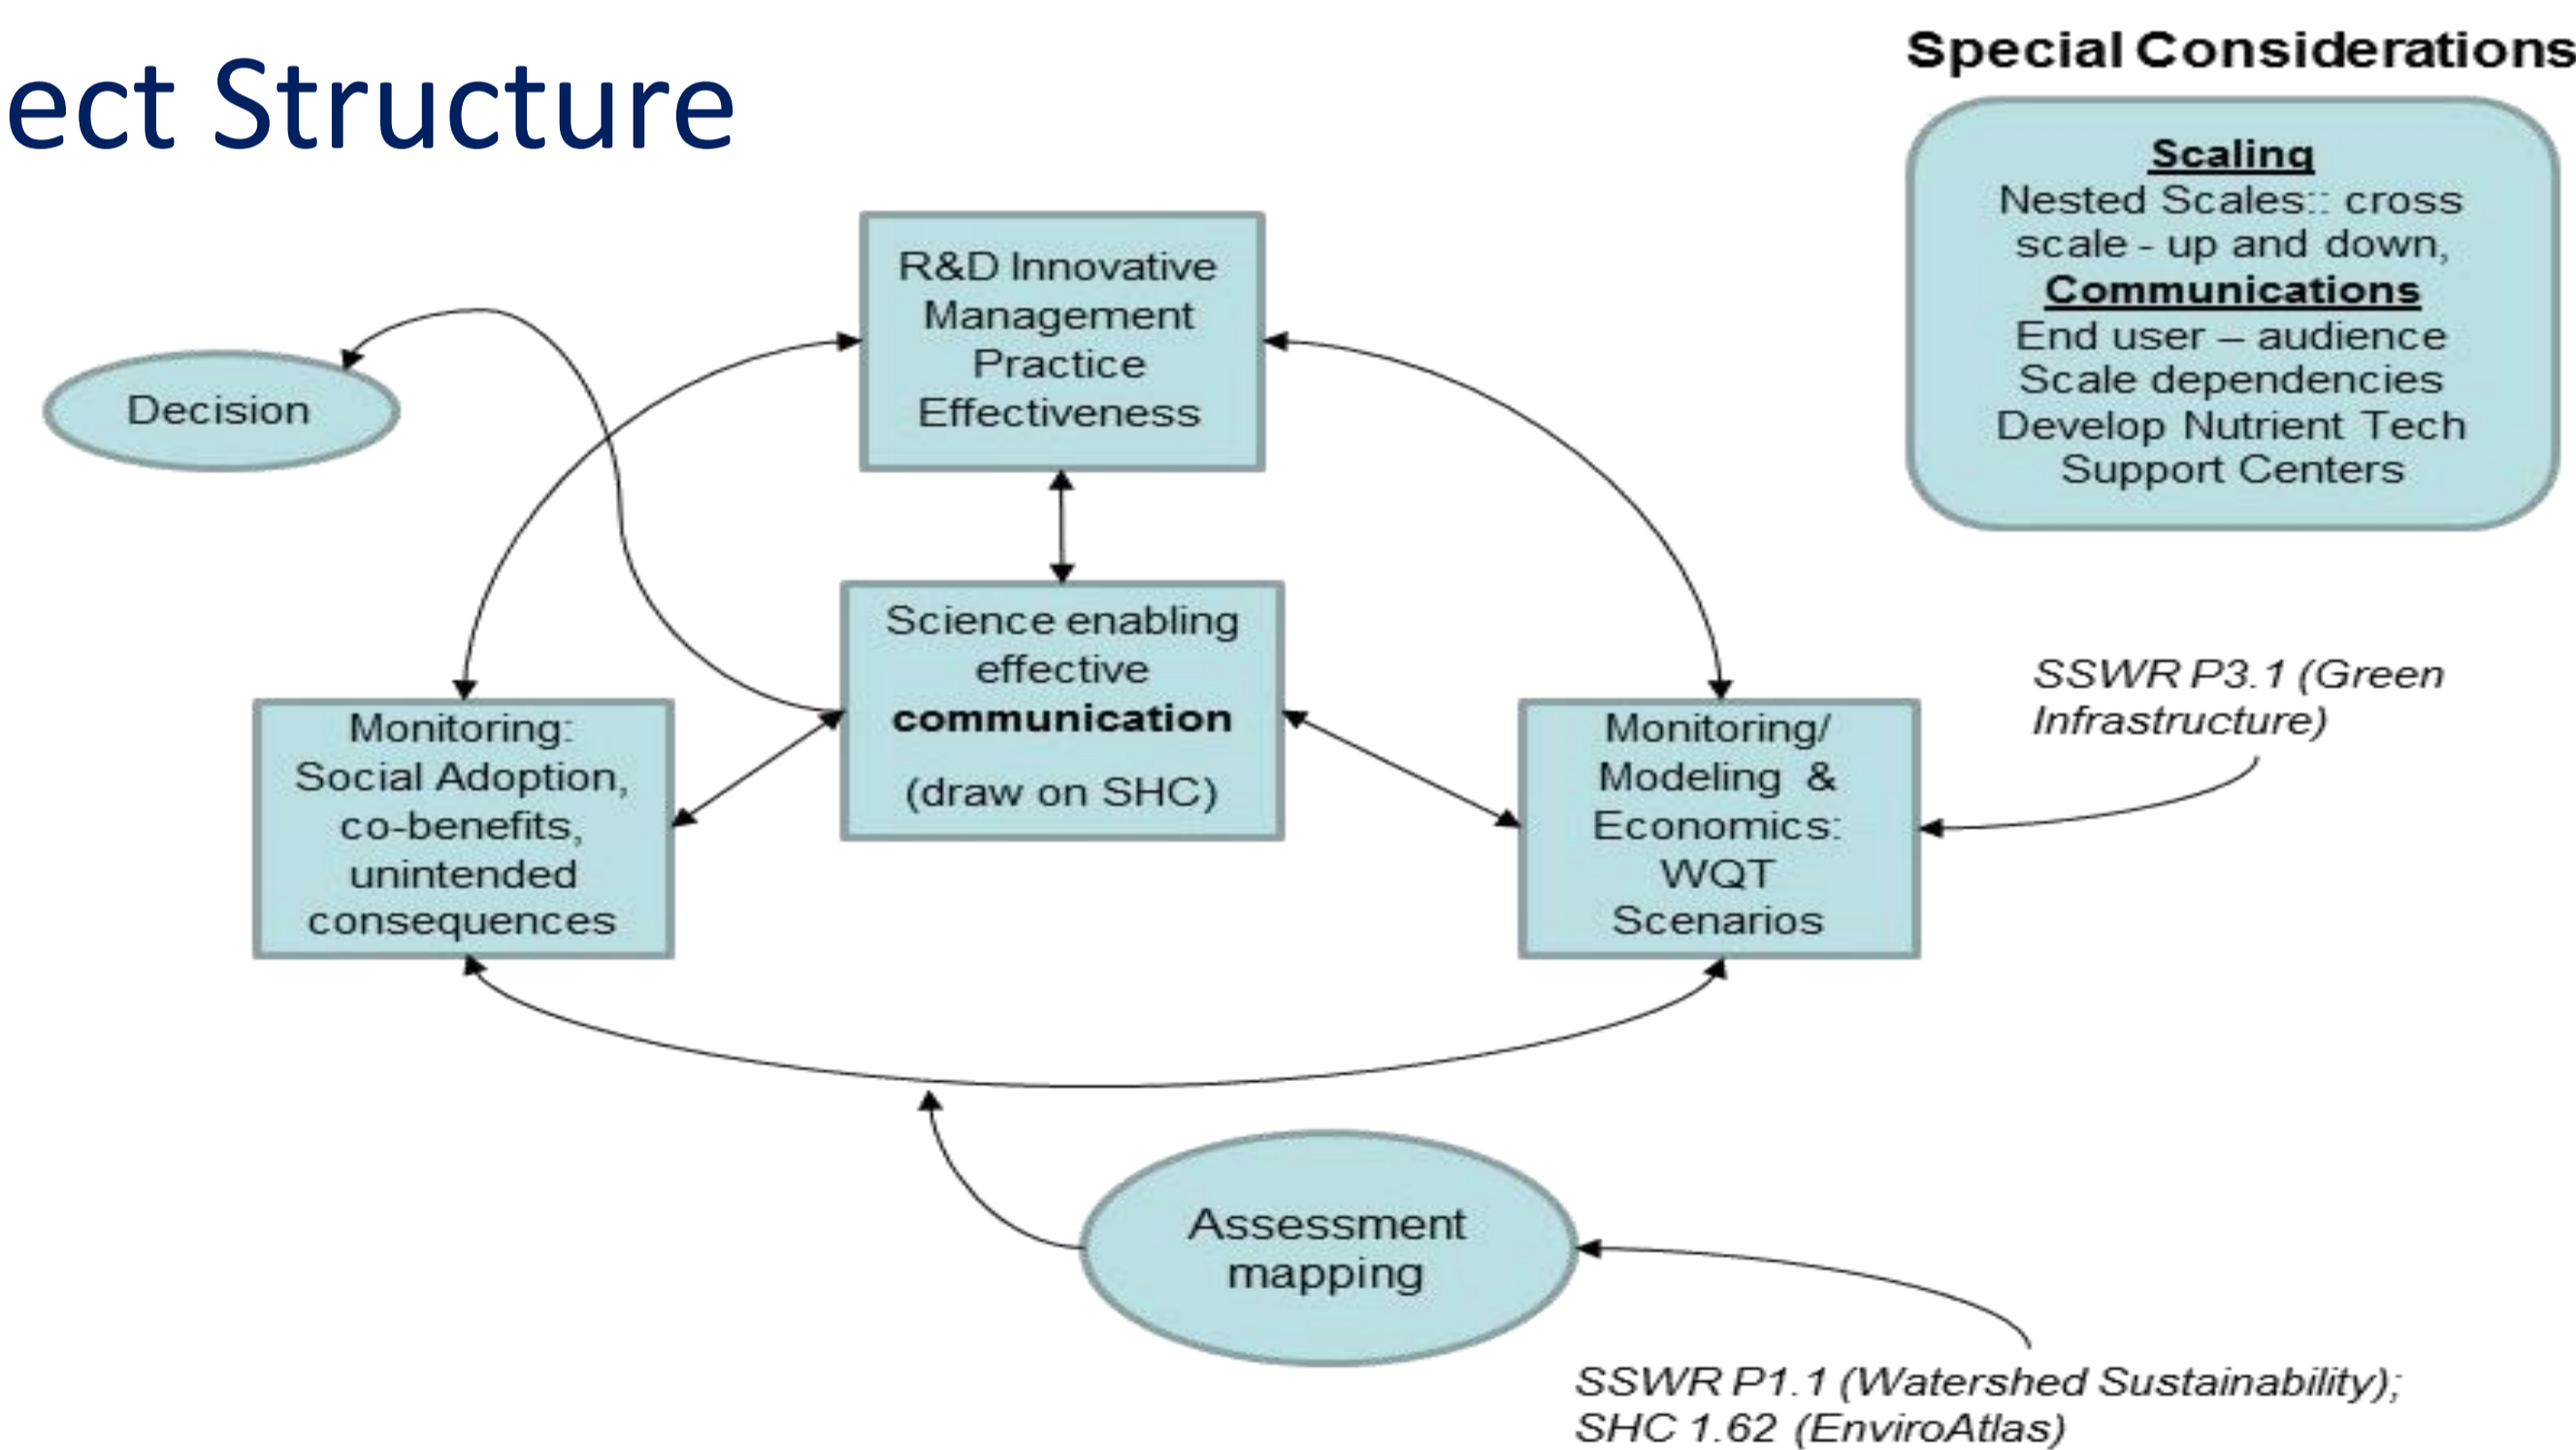 ect Structure
Special Considerations
Scaling
Nested Scales:: cross
scale - up and down,
Communications
End user – audience
Scale dependencies
Develop Nutrient Tech
Support Centers
R&D Innovative
Management
Practice
Effectiveness
Decision
Science enabling
effective
communication
(draw on SHC)
Monitoring:
Social Adoption,
co-benefits,
unintended
consequences
Monitoring/
Modeling &
Economics:
WQT
Scenarios
SSWR P3.1 (Green
Infrastructure)
Assessment
mapping
SSWR P1.1 (Watershed Sustainability);
SHC 1.62 (EnviroAtlas)